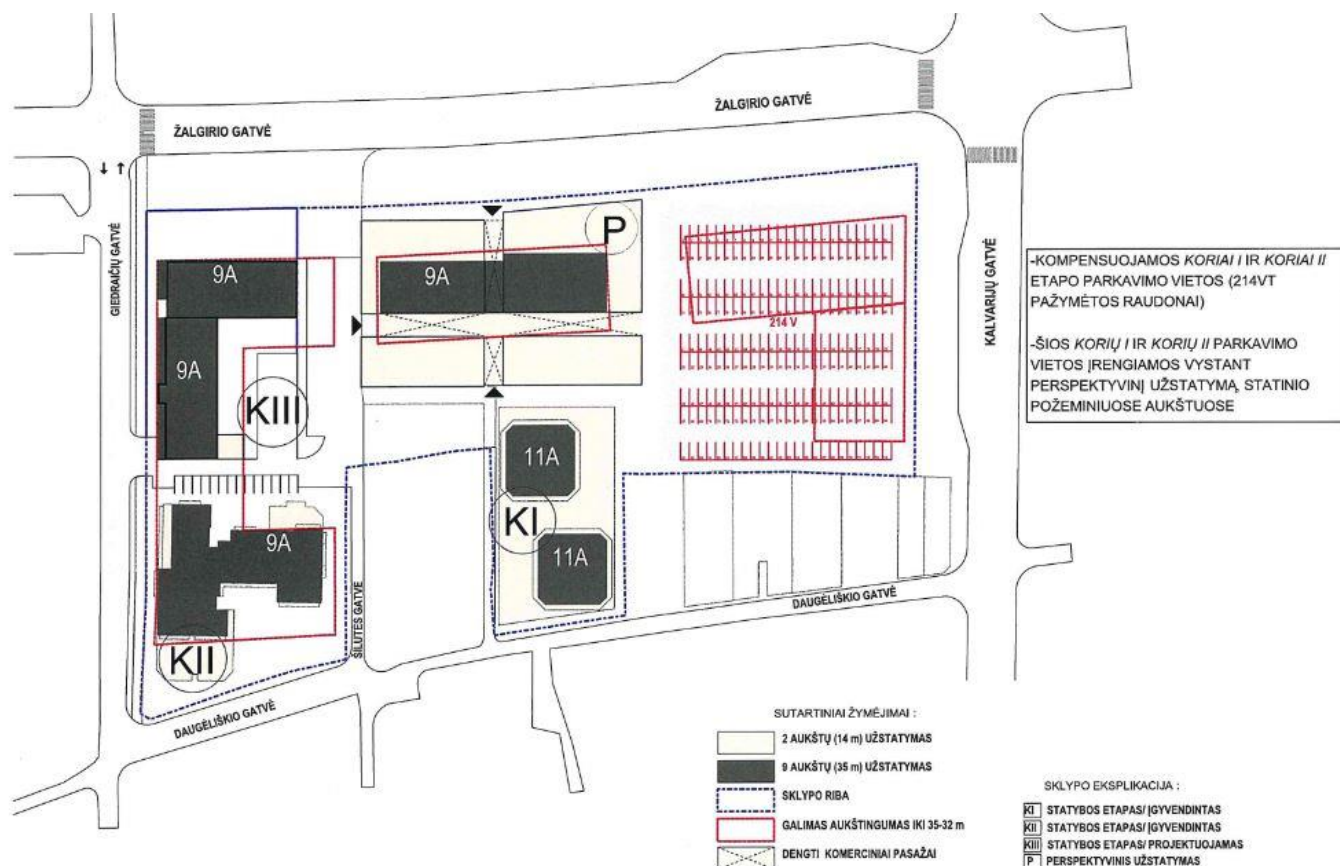 ŽALGIRIO GATVĖ
ŽALGIRIO GATVĖ
GIEDRAIČIŲ GATVĖ
KALVARIJŲ GATVĖ
P
9A
9A
9A
214 V
KIII
11A
KI
11A
9A
KII
ŠILUTĖS GATVĖ
DAUGĖLIŠKIO GATVĖ
DAUGĖLIŠKIO GATVĖ
-KOMPENSUOJAMOS KORIAI I IR KORIAI II
ETAPO PARKAVIMO VIETOS (214VT
PAŽYMĖTOS RAUDONAI)
-ŠIOS KORIŲ I IR KORIŲ II PARKAVIMO
VIETOS ĮRENGIAMOS VYSTANT
PERSPEKTYVINĮ UŽSTATYMĄ STATINIO
POŽEMINIUOSE AUKŠTUOSE
SUTARTINIAI ŽYMĖJIMAI :
2 AUKŠTŲ (14 m) UŽSTATYMAS
9 AUKŠTŲ (35 m) UŽSTATYMAS
SKLYPO RIBA
GALIMAS AUKŠTINGUMAS IKI 35-32 m
DENGTI KOMERCINIAI PASAŽAI
SKLYPO EKSPLIKACIJA :
KI STATYBOS ETAPAS/ ĮGYVENDINTAS
KII STATYBOS ETAPAS/ ĮGYVENDINTAS
KIII STATYBOS ETAPAS/ PROJEKTUOJAMAS
P PERSPEKTYVINIS UŽSTATYMAS